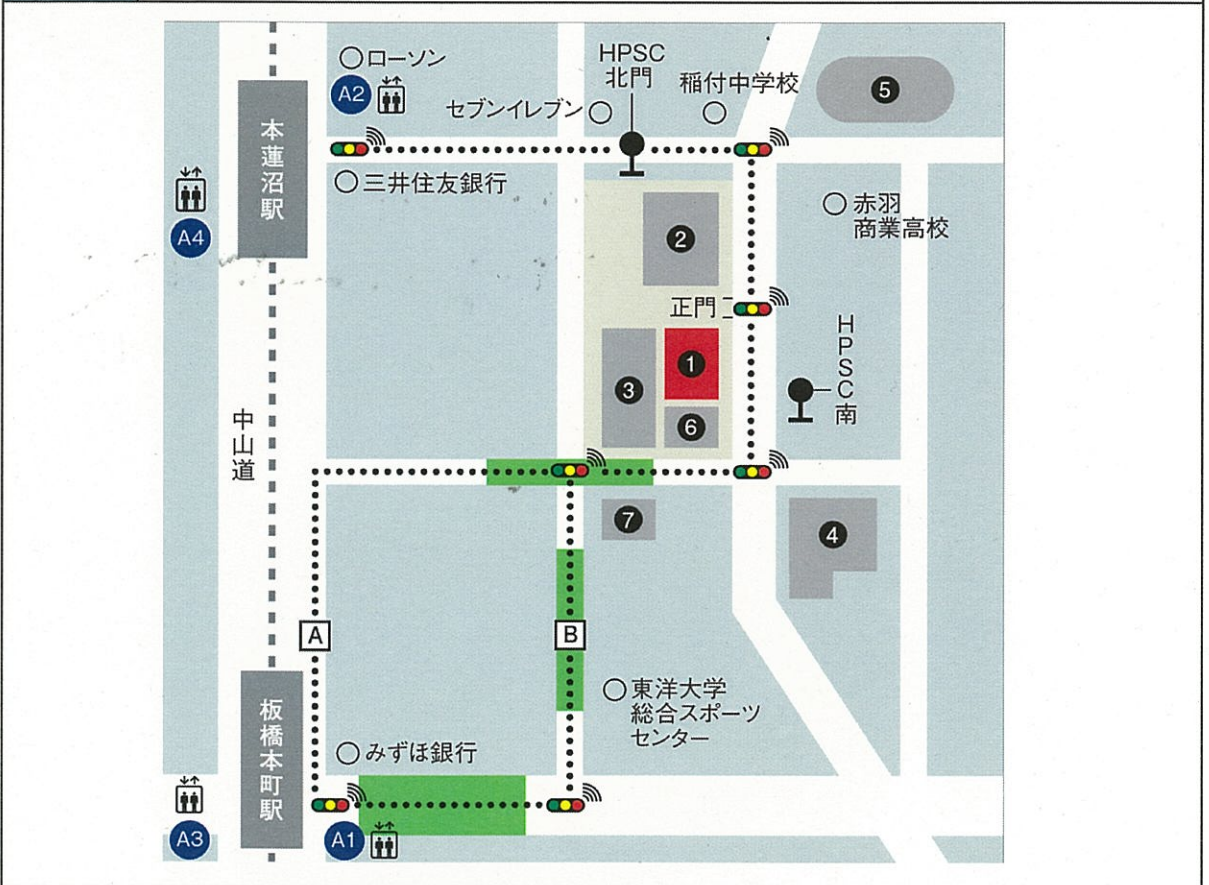 ローソン
A2
HPSC
北門
稲付中学校
セブンイレブン
5
本蓮沼駅
三井住友銀行
A4
2
赤羽
商業高校
正門
HPSC南
1
3
6
中山道
7
4
A
B
東洋大学
総合スポーツ
センター
板橋本町駅
みずほ銀行
A3
A1